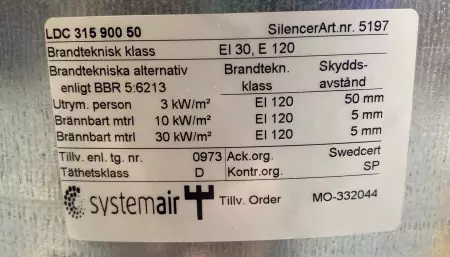 LDC 315 900 50 SilencerArt.nr. 5197
Brandteknisk klass EI 30, E 120
Brandtekniska alternativ Brandtekn. Skydds-
enligt BBR 5:6213 klass avstånd
Utrym. person 3 kW/m² EI 120 50 mm
Brännbart mtrl 10 kW/m² EI 120 5 mm
Brännbart mtrl 30 kW/m² EI 120 5 mm
Tillv. enl. tg. nr. 0973 Ack.org. Swedcert
Täthetsklass D Kontr.org. SP
systemair Tillv. Order MO-332044